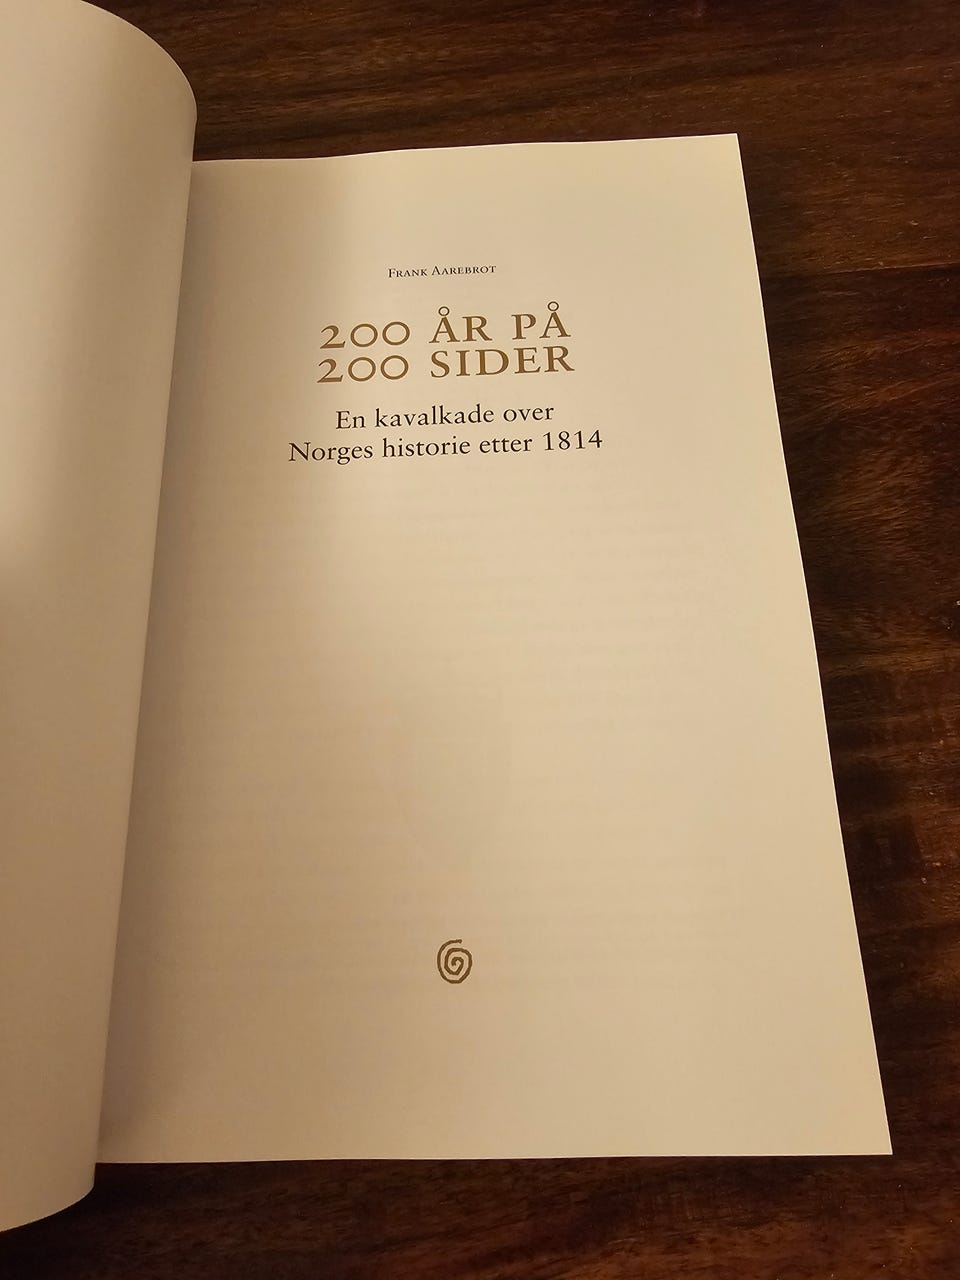 Frank Aarebrot
200 ÅR PÅ
200 SIDER
En kavalkade over
Norges historie etter 1814